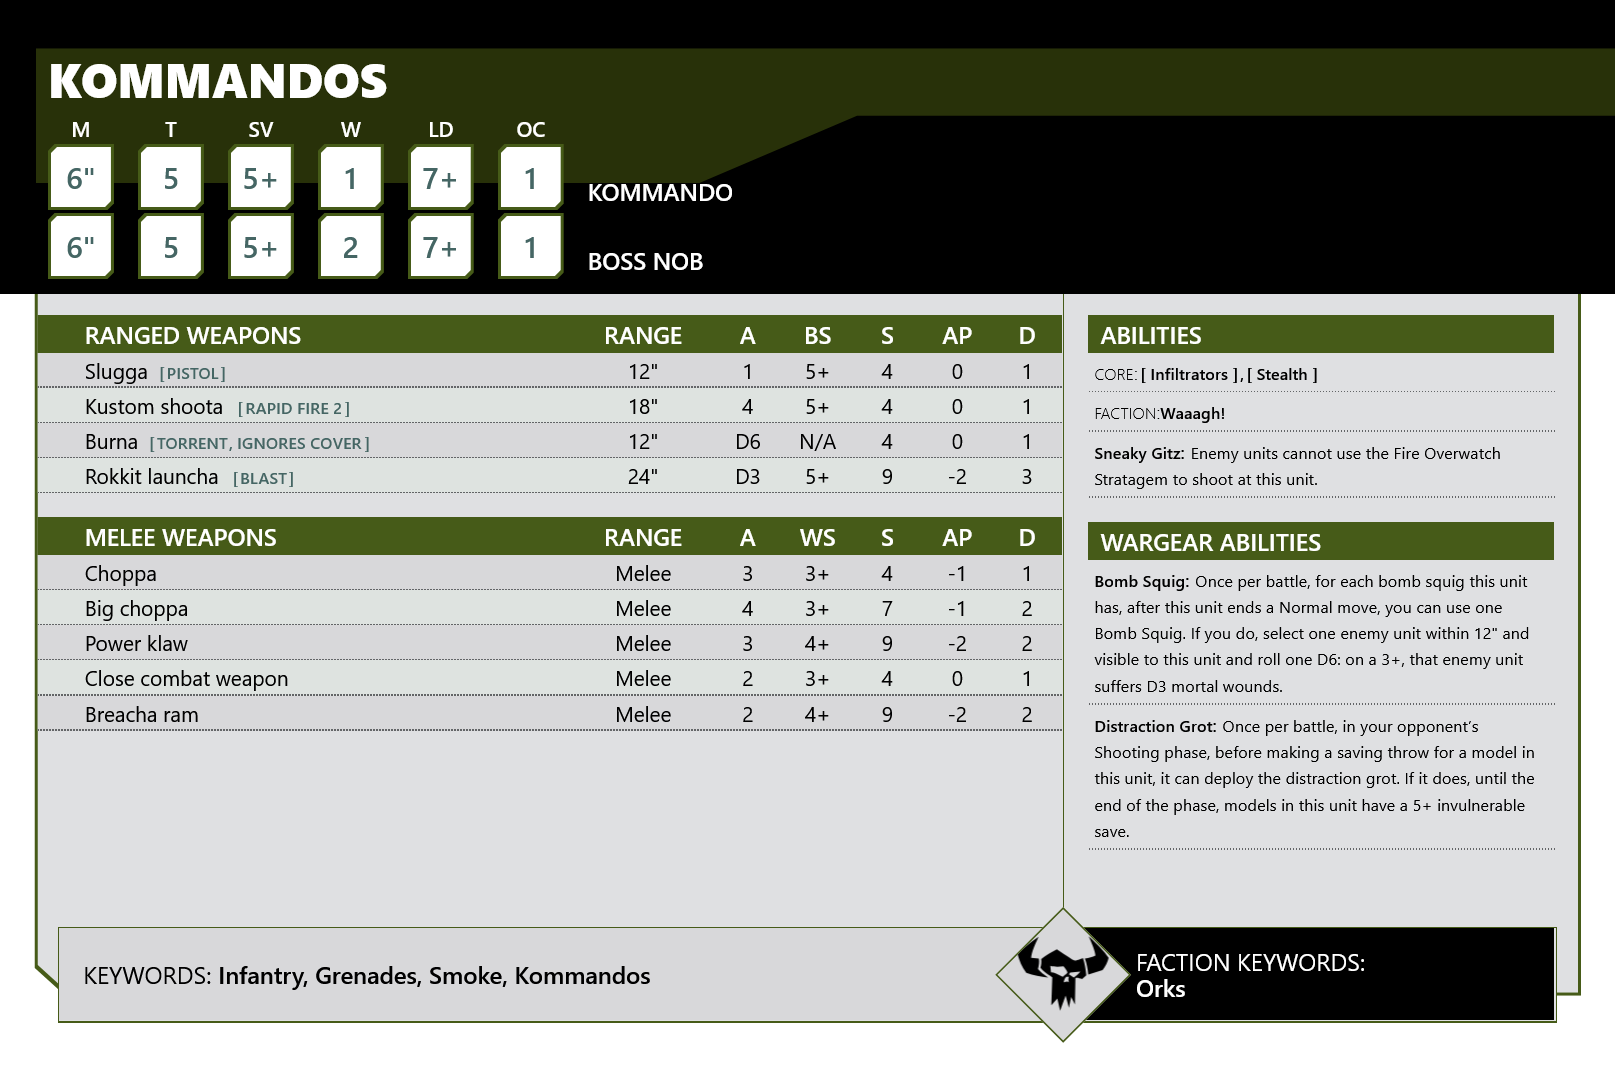 KOMMANDOS
M T SV W LD OC
6" 5 5+ 1 7+ 1 KOMMANDO
6" 5 5+ 2 7+ 1 BOSS NOB
RANGED WEAPONS RANGE A BS S AP D
Slugga [PISTOL] 12" 1 5+ 4 0 1
Kustom shoota [RAPID FIRE 2] 18" 4 5+ 4 0 1
Burna [TORRENT, IGNORES COVER] 12" D6 N/A 4 0 1
Rokkit launcha [BLAST] 24" D3 5+ 9 -2 3
MELEE WEAPONS RANGE A WS S AP D
Choppa Melee 3 3+ 4 -1 1
Big choppa Melee 4 3+ 7 -1 2
Power klaw Melee 3 4+ 9 -2 2
Close combat weapon Melee 2 3+ 4 0 1
Breacha ram Melee 2 4+ 9 -2 2
ABILITIES
CORE: [ Infiltrators ], [ Stealth ]
FACTION:Waaagh!
Sneaky Gitz: Enemy units cannot use the Fire Overwatch
Stratagem to shoot at this unit.
WARGEAR ABILITIES
Bomb Squig: Once per battle, for each bomb squig this unit
has, after this unit ends a Normal move, you can use one
Bomb Squig. If you do, select one enemy unit within 12" and
visible to this unit and roll one D6: on a 3+, that enemy unit
suffers D3 mortal wounds.
Distraction Grot: Once per battle, in your opponent's
Shooting phase, before making a saving throw for a model in
this unit, it can deploy the distraction grot. If it does, until the
end of the phase, models in this unit have a 5+ invulnerable
save.
KEYWORDS: Infantry, Grenades, Smoke, Kommandos
FACTION KEYWORDS:
Orks